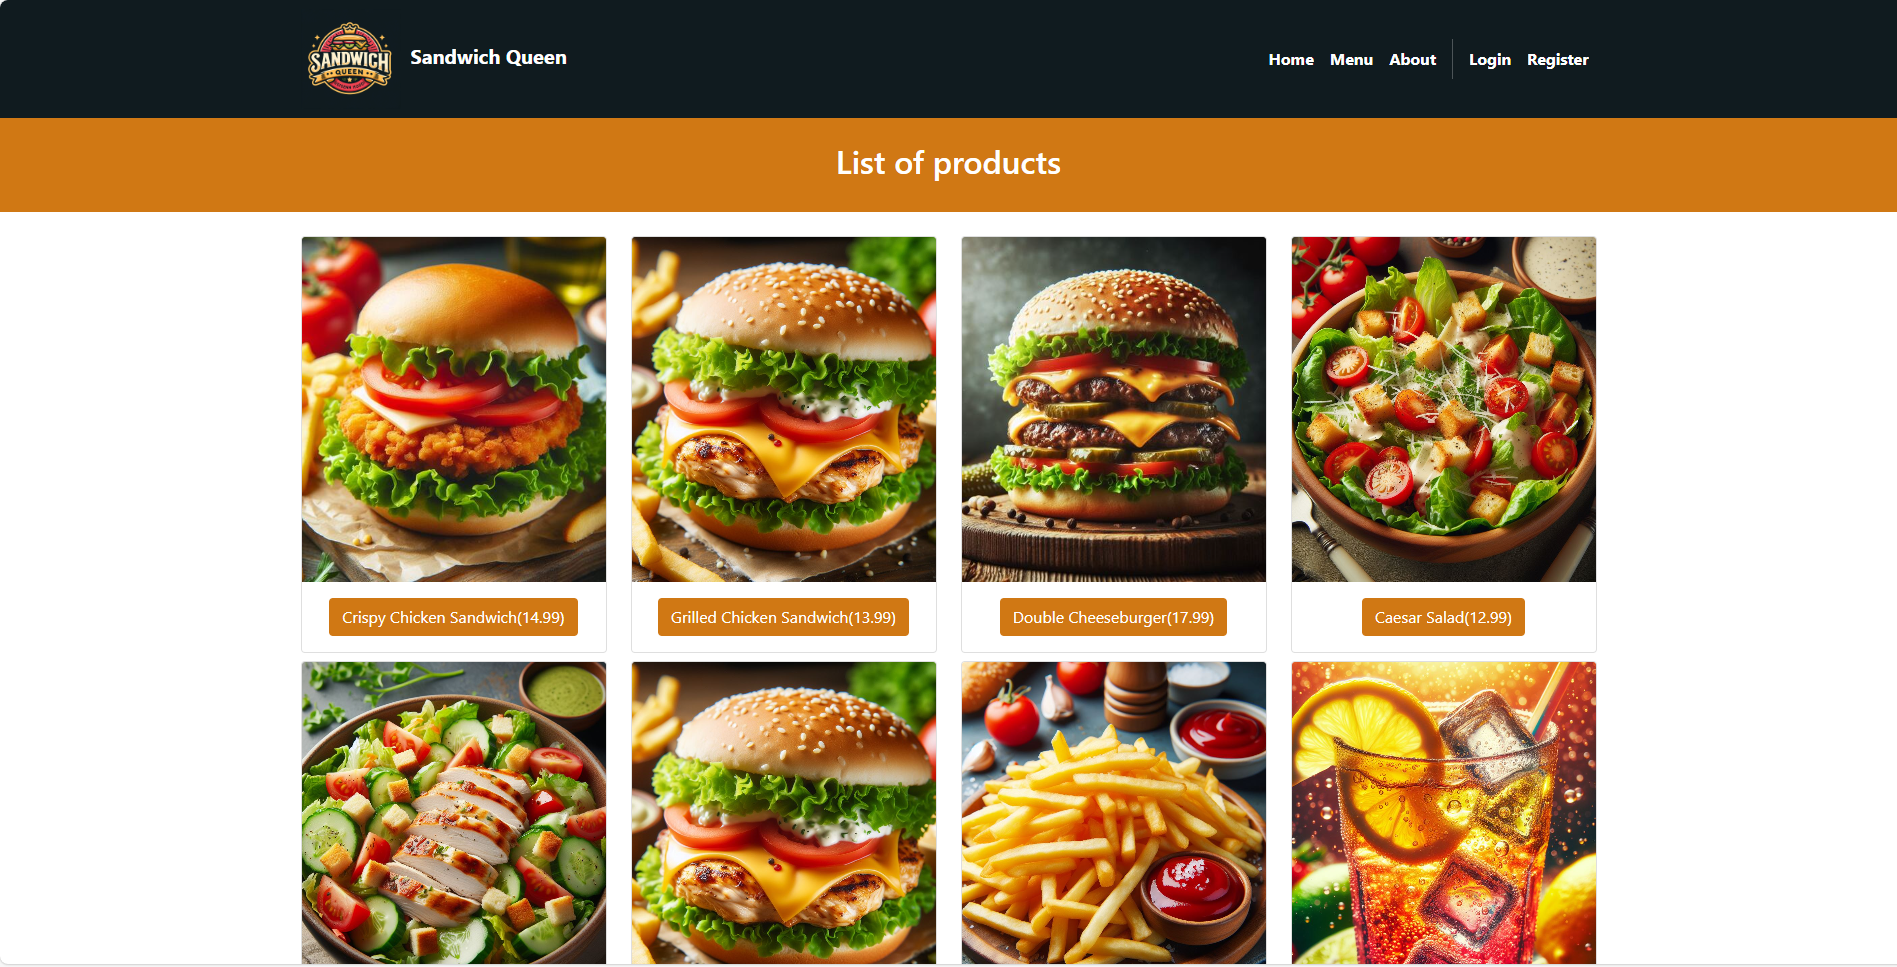 SANDWICH
QUEEN
Sandwich Queen
Home Menu About Login Register
List of products
Crispy Chicken Sandwich(14.99)
Grilled Chicken Sandwich(13.99)
Double Cheeseburger(17.99)
Caesar Salad(12.99)